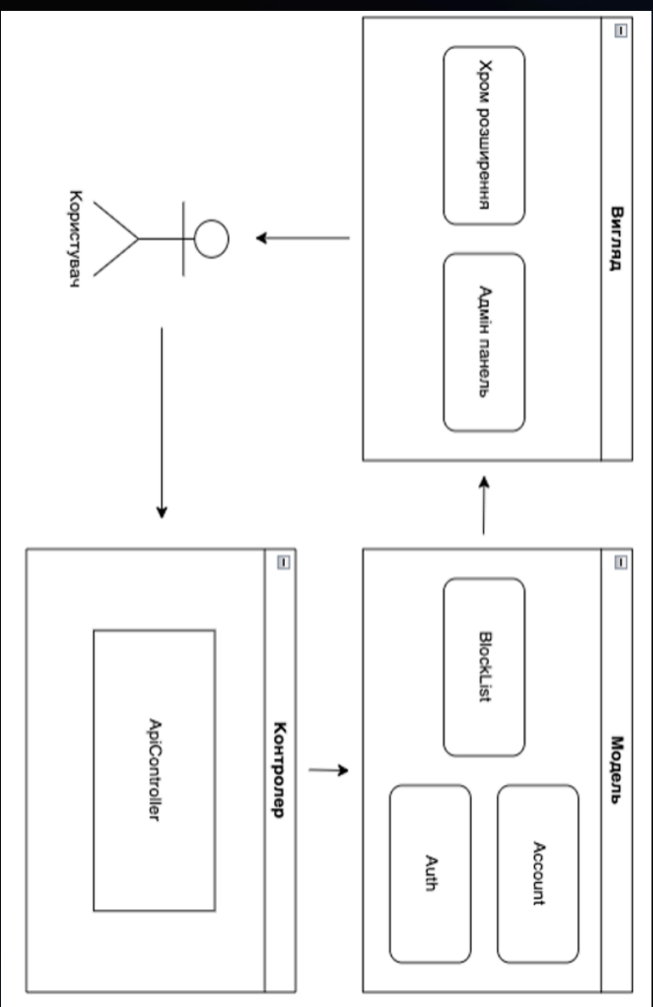 Вигляд
Хром розширення
Адмін панель
Модель
BlockList
Account
Auth
Користувач
Контролер
ApiController